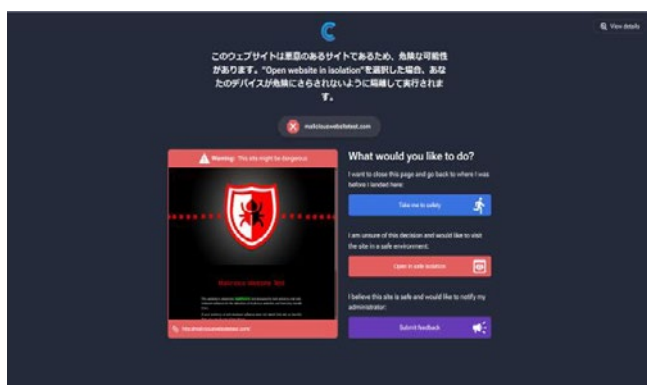 View details
このウェブサイトは悪意のあるサイトであるため、危険な可能性
があります。"Open website in isolation"を選択した場合、あな
たのデバイスが危険にさらされないように隔離して実行されま
す。
maliciouswebsitetest.com
Warning: This site might be dangerous
Malicious Website Test
http://maliciouswebsitetest.com/
What would you like to do?
I want to close this page and go back to where I was
before I landed here:
Take me to safety
I am unsure of this decision and would like to visit
the site in a safe environment:
Open in safe isolation
I believe this site is safe and would like to notify my
administrator:
Submit feedback